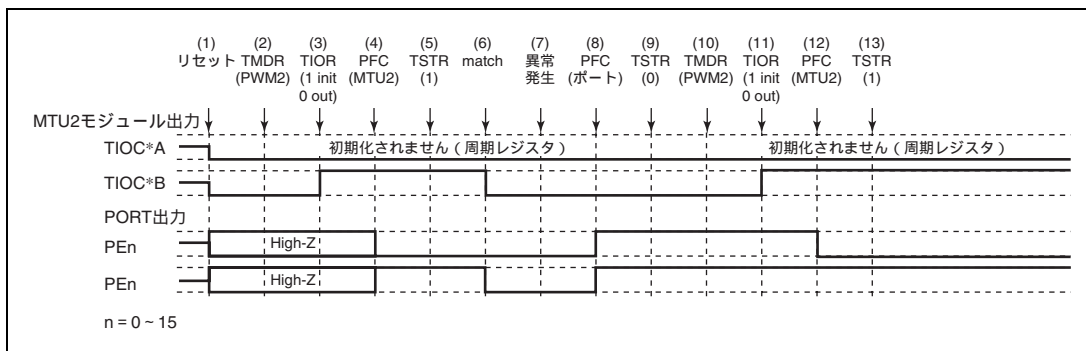 (1) (2) (3) (4) (5) (6) (7) (8) (9) (10) (11) (12) (13)
リセット TMDR TIOR PFC TSTR match 異常 PFC TSTR TMDR TIOR PFC TSTR
(PWM2) (1 init (MTU2) (1) 発生 (ポート) (0) (PWM2) (1 init (MTU2) (1)
0 out) 0 out)
MTU2モジュール出力
TIOC*A 初期化されません ( 周期レジスタ ) 初期化されません ( 周期レジスタ )
TIOC*B
PORT出力
PEn High-Z
PEn High-Z
n = 0 ~ 15